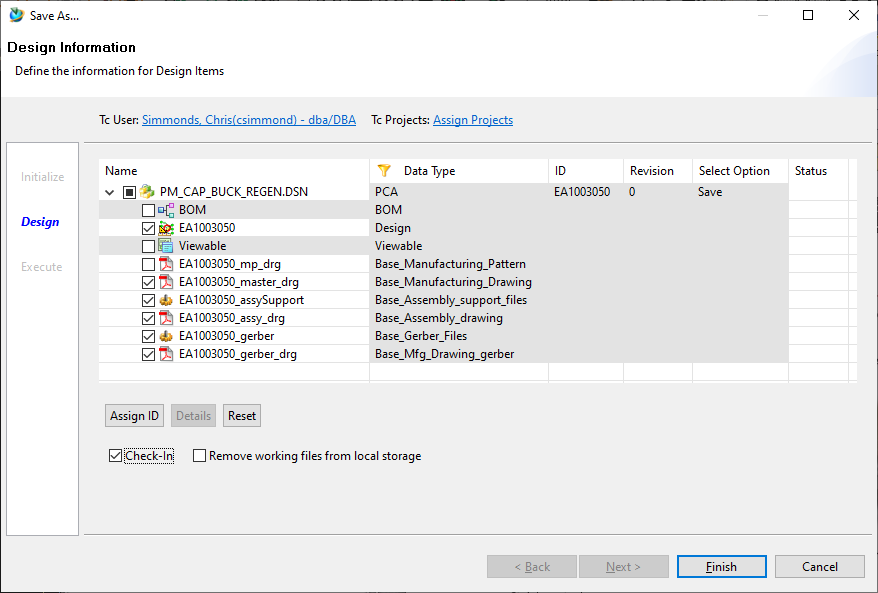 Save As...
Design Information
Define the information for Design Items
Tc User: Simmonds, Chris(csimmond) - dba/DBA Tc Projects: Assign Projects
Initialize
Design
Execute
Name Data Type ID Revision Select Option Status
PM_CAP_BUCK_REGEN.DSN PCA EA1003050 0 Save
BOM BOM
EA1003050 Design
Viewable Viewable
EA1003050_mp_drg Base_Manufacturing_Pattern
EA1003050_master_drg Base_Manufacturing_Drawing
EA1003050_assySupport Base_Assembly_support_files
EA1003050_assy_drg Base_Assembly_drawing
EA1003050_gerber Base_Gerber_Files
EA1003050_gerber_drg Base_Mfg_Drawing_gerber
Assign ID Details Reset
Check-In Remove working files from local storage
< Back Next > Finish Cancel